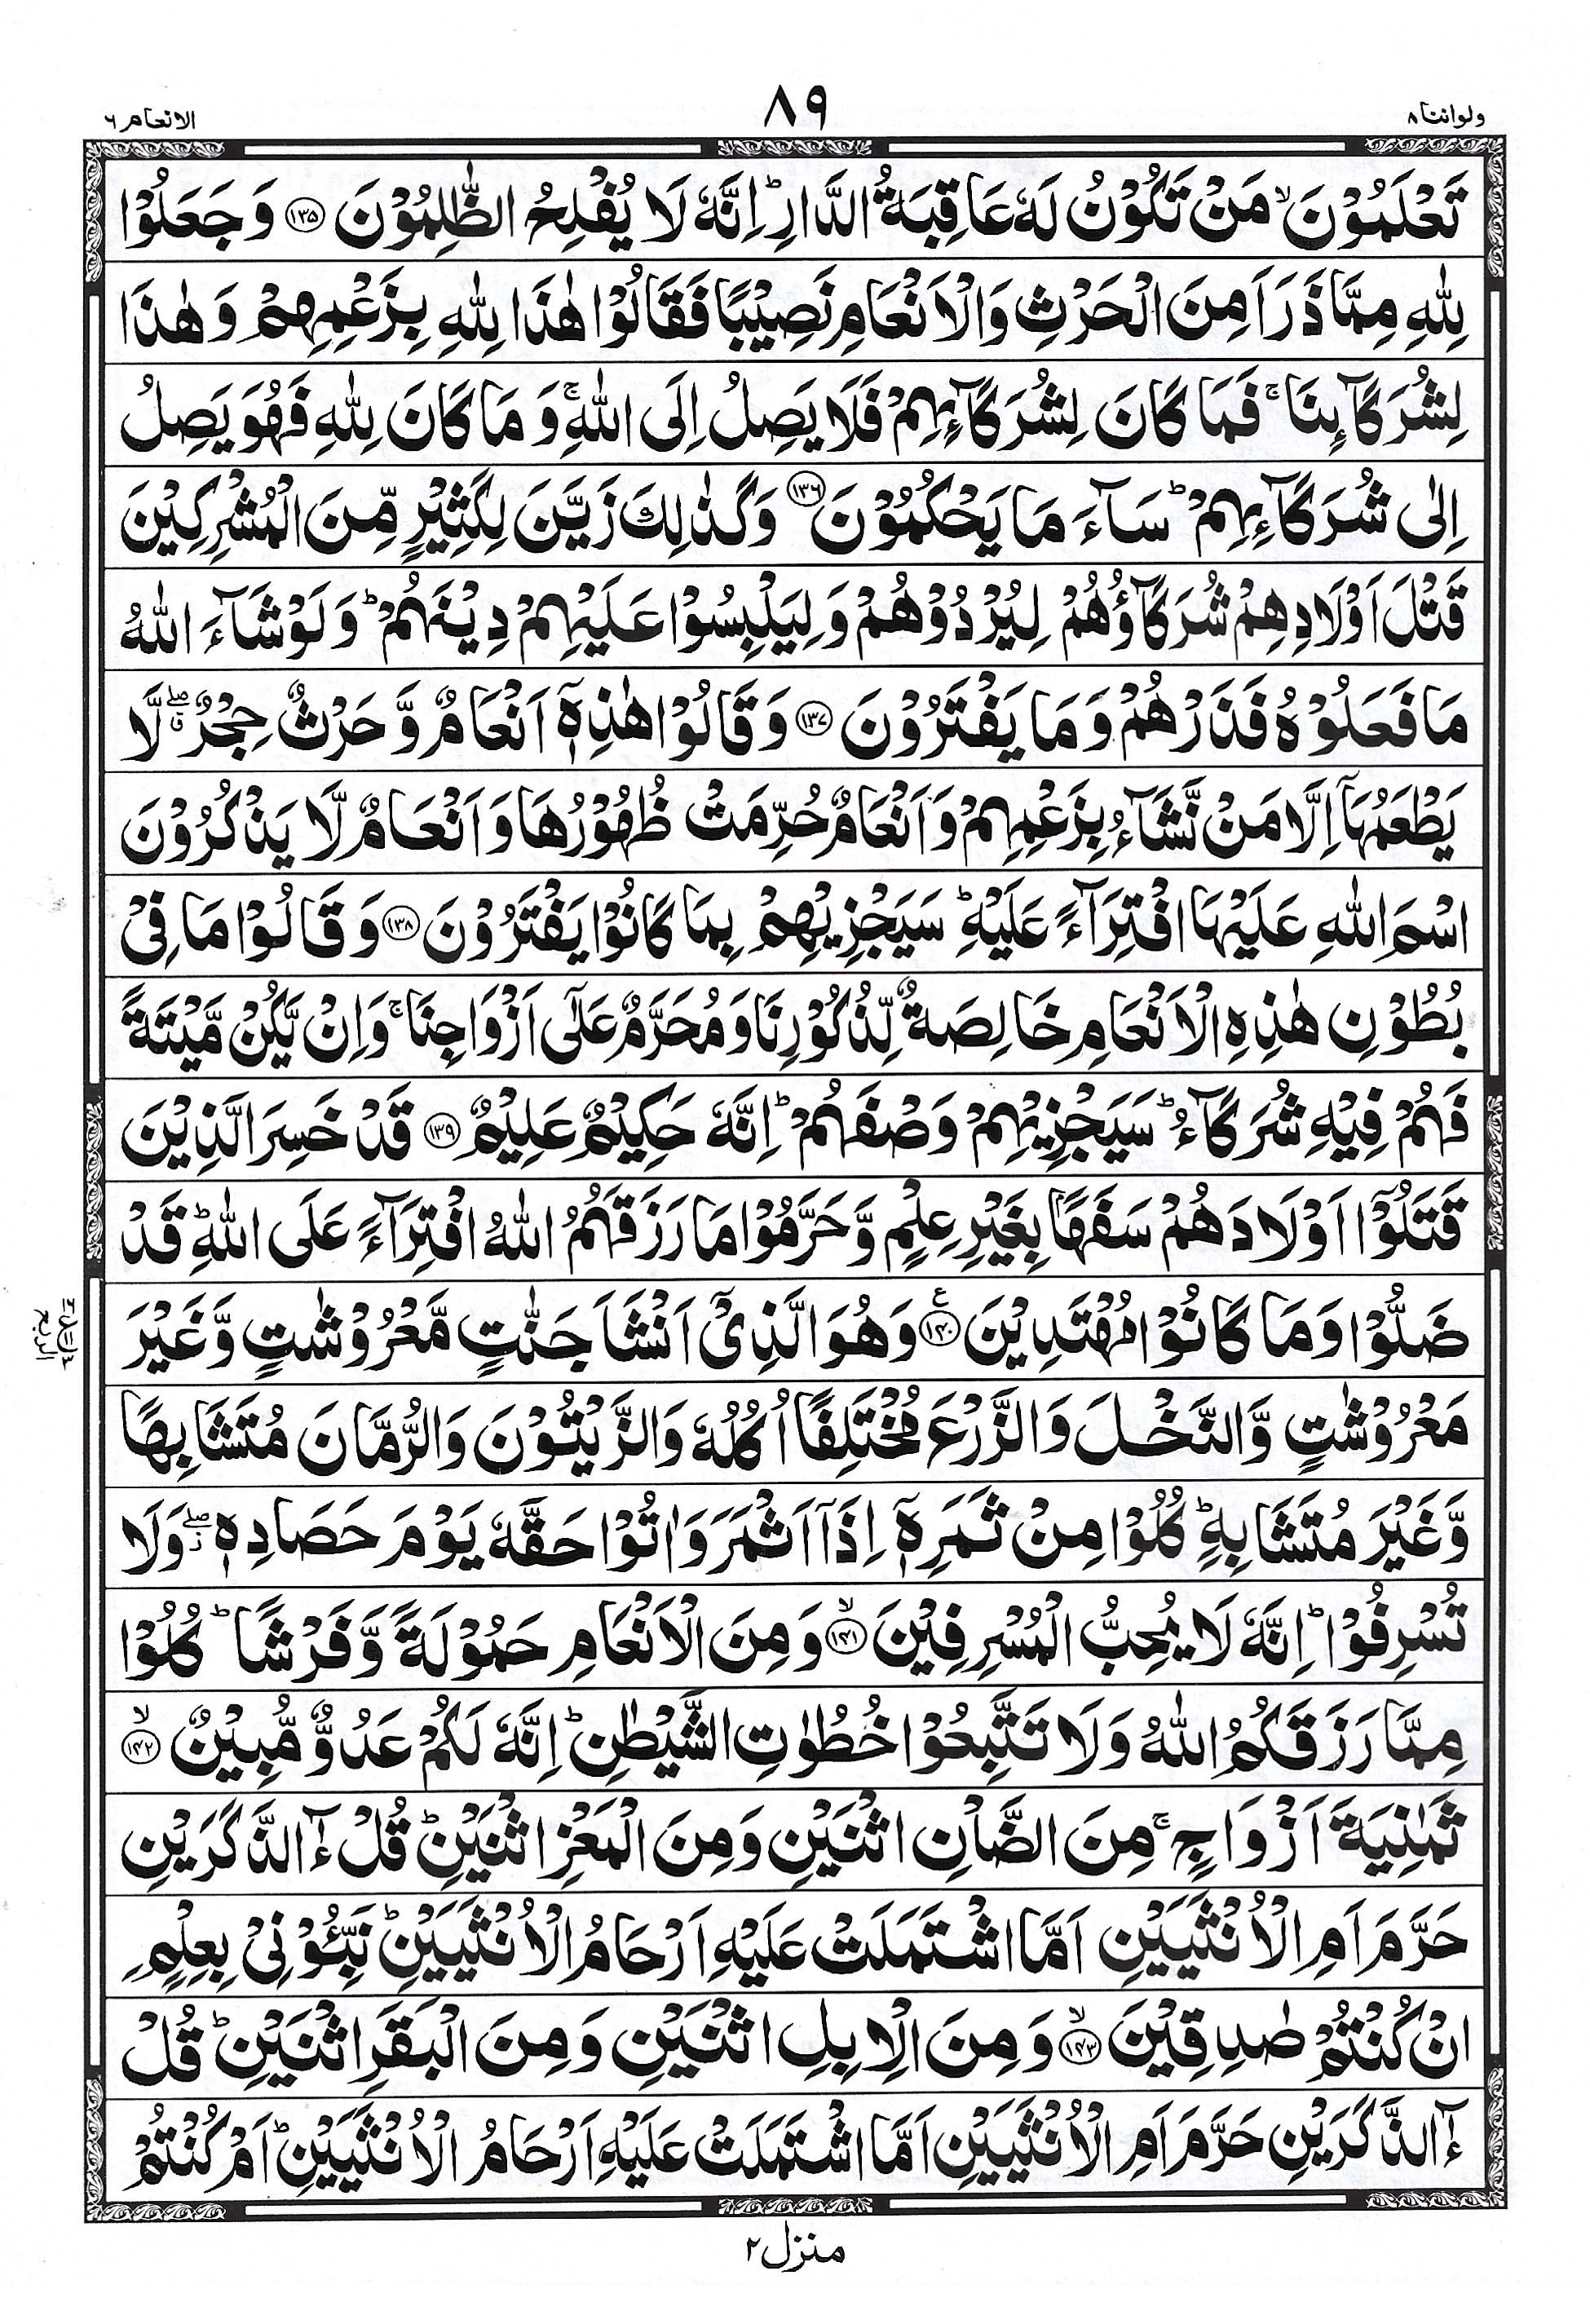 ولواننا ٨
٨٩
الانعام ٦
تَعْلَمُوْنَ ۙ مَنْ تَكُوْنُ لَهٗ عَاقِبَةُ الدَّارِ ؕ اِنَّهٗ لَا يُفْلِحُ الظّٰلِمُوْنَ ﴿۱۳۵﴾ وَجَعَلُوْا
لِلّٰهِ مِمَّا ذَرَاَ مِنَ الْحَرْثِ وَالْاَنْعَامِ نَصِيْبًا فَقَالُوْا هٰذَا لِلّٰهِ بِزَعْمِهِمْ وَهٰذَا
لِشُرَكَآئِنَا ۚ فَمَا كَانَ لِشُرَكَآئِهِمْ فَلَا يَصِلُ اِلَى اللّٰهِ ۚ وَمَا كَانَ لِلّٰهِ فَهُوَ يَصِلُ
اِلٰى شُرَكَآئِهِمْ ؕ سَآءَ مَا يَحْكُمُوْنَ ﴿۱۳۶﴾ وَكَذٰلِكَ زَيَّنَ لِكَثِيْرٍ مِّنَ الْمُشْرِكِيْنَ
قَتْلَ اَوْلَادِهِمْ شُرَكَآؤُهُمْ لِيُرْدُوْهُمْ وَلِيَلْبِسُوْا عَلَيْهِمْ دِيْنَهُمْ ؕ وَلَوْ شَآءَ اللّٰهُ
مَا فَعَلُوْهُ فَذَرْهُمْ وَمَا يَفْتَرُوْنَ ﴿۱۳۷﴾ وَقَالُوْا هٰذِهٖٓ اَنْعَامٌ وَّحَرْثٌ حِجْرٌ ۖق لَّا
يَطْعَمُهَآ اِلَّا مَنْ نَّشَآءُ بِزَعْمِهِمْ وَاَنْعَامٌ حُرِّمَتْ ظُهُوْرُهَا وَاَنْعَامٌ لَّا يَذْكُرُوْنَ
اسْمَ اللّٰهِ عَلَيْهَا افْتِرَآءً عَلَيْهِ ؕ سَيَجْزِيْهِمْ بِمَا كَانُوْا يَفْتَرُوْنَ ﴿۱۳۸﴾ وَقَالُوْا مَا فِيْ
بُطُوْنِ هٰذِهِ الْاَنْعَامِ خَالِصَةٌ لِّذُكُوْرِنَا وَمُحَرَّمٌ عَلٰٓى اَزْوَاجِنَا ۚ وَاِنْ يَّكُنْ مَّيْتَةً
فَهُمْ فِيْهِ شُرَكَآءُ ؕ سَيَجْزِيْهِمْ وَصْفَهُمْ ؕ اِنَّهٗ حَكِيْمٌ عَلِيْمٌ ﴿۱۳۹﴾ قَدْ خَسِرَ الَّذِيْنَ
قَتَلُوْٓا اَوْلَادَهُمْ سَفَهًا بِغَيْرِ عِلْمٍ وَّحَرَّمُوْا مَا رَزَقَهُمُ اللّٰهُ افْتِرَآءً عَلَى اللّٰهِ ؕ قَدْ
ضَلُّوْا وَمَا كَانُوْا مُهْتَدِيْنَ ﴿۱۴۰﴾ ع وَهُوَ الَّذِيْٓ اَنْشَاَ جَنّٰتٍ مَّعْرُوْشٰتٍ وَّغَيْرَ
مَعْرُوْشٰتٍ وَّالنَّخْلَ وَالزَّرْعَ مُخْتَلِفًا اُكُلُهٗ وَالزَّيْتُوْنَ وَالرُّمَّانَ مُتَشَابِهًا
وَّغَيْرَ مُتَشَابِهٍ ؕ كُلُوْا مِنْ ثَمَرِهٖٓ اِذَآ اَثْمَرَ وَاٰتُوْا حَقَّهٗ يَوْمَ حَصَادِهٖ ۖز وَلَا
تُسْرِفُوْا ؕ اِنَّهٗ لَا يُحِبُّ الْمُسْرِفِيْنَ ۙ﴿۱۴۱﴾ وَمِنَ الْاَنْعَامِ حَمُوْلَةً وَّفَرْشًا ؕ كُلُوْا
مِمَّا رَزَقَكُمُ اللّٰهُ وَلَا تَتَّبِعُوْا خُطُوٰتِ الشَّيْطٰنِ ؕ اِنَّهٗ لَكُمْ عَدُوٌّ مُّبِيْنٌ ۙ﴿۱۴۲﴾
ثَمٰنِيَةَ اَزْوَاجٍ ۚ مِنَ الضَّاْنِ اثْنَيْنِ وَمِنَ الْمَعْزِ اثْنَيْنِ ؕ قُلْ ءٰٓالذَّكَرَيْنِ
حَرَّمَ اَمِ الْاُنْثَيَيْنِ اَمَّا اشْتَمَلَتْ عَلَيْهِ اَرْحَامُ الْاُنْثَيَيْنِ ؕ نَبِّـُٔوْنِيْ بِعِلْمٍ
اِنْ كُنْتُمْ صٰدِقِيْنَ ۙ﴿۱۴۳﴾ وَمِنَ الْاِبِلِ اثْنَيْنِ وَمِنَ الْبَقَرِ اثْنَيْنِ ؕ قُلْ
ءٰٓالذَّكَرَيْنِ حَرَّمَ اَمِ الْاُنْثَيَيْنِ اَمَّا اشْتَمَلَتْ عَلَيْهِ اَرْحَامُ الْاُنْثَيَيْنِ ؕ اَمْ كُنْتُمْ
الربع
منزل ٢